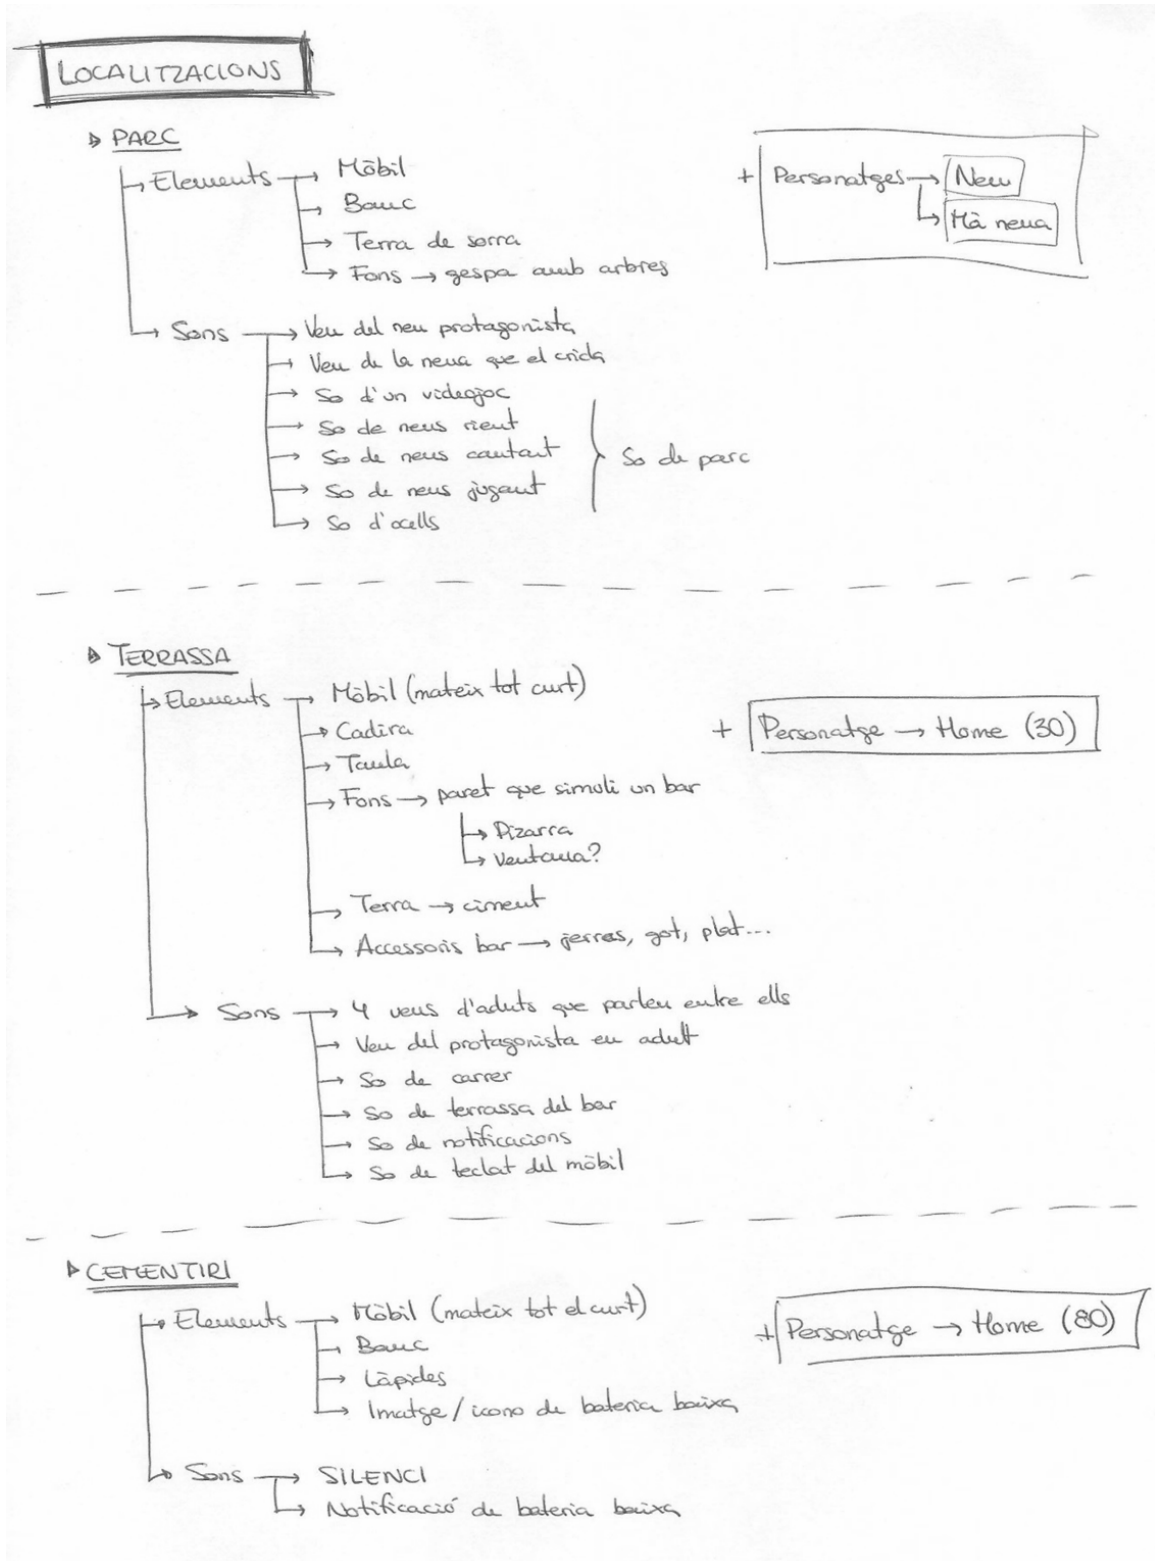 LOCALITZACIONS
PARC
Elements → Mòbil
→ Banc
→ Terra de sorra
→ Fons → gespa amb arbres
+ Personatges → Nen
→ Mà nena
Sons → Veu del nen protagonista
→ Veu de la nena que el crida
→ So d'un videojoc
→ So de nens rient
→ So de nens cantant
→ So de nens jugant
→ So d'ocells
So de parc
TERRASSA
Elements → Mòbil (mateix tot curt)
→ Cadira
→ Taula
→ Fons → paret que simuli un bar
→ Pizarra
→ Ventana?
→ Terra → ciment
→ Accessoris bar → jerres, got, plat...
+ Personatge → Home (30)
Sons → 4 veus d'aduts que parlen entre ells
→ Veu del protagonista en adult
→ So de carrer
→ So de terrassa del bar
→ So de notificacions
→ So de teclat del mòbil
CEMENTIRI
Elements → Mòbil (mateix tot el curt)
→ Banc
→ Làpides
→ Imatge / icono de bateria baixa
+ Personatge → Home (80)
Sons → SILENCI
→ Notificació de bateria baixa